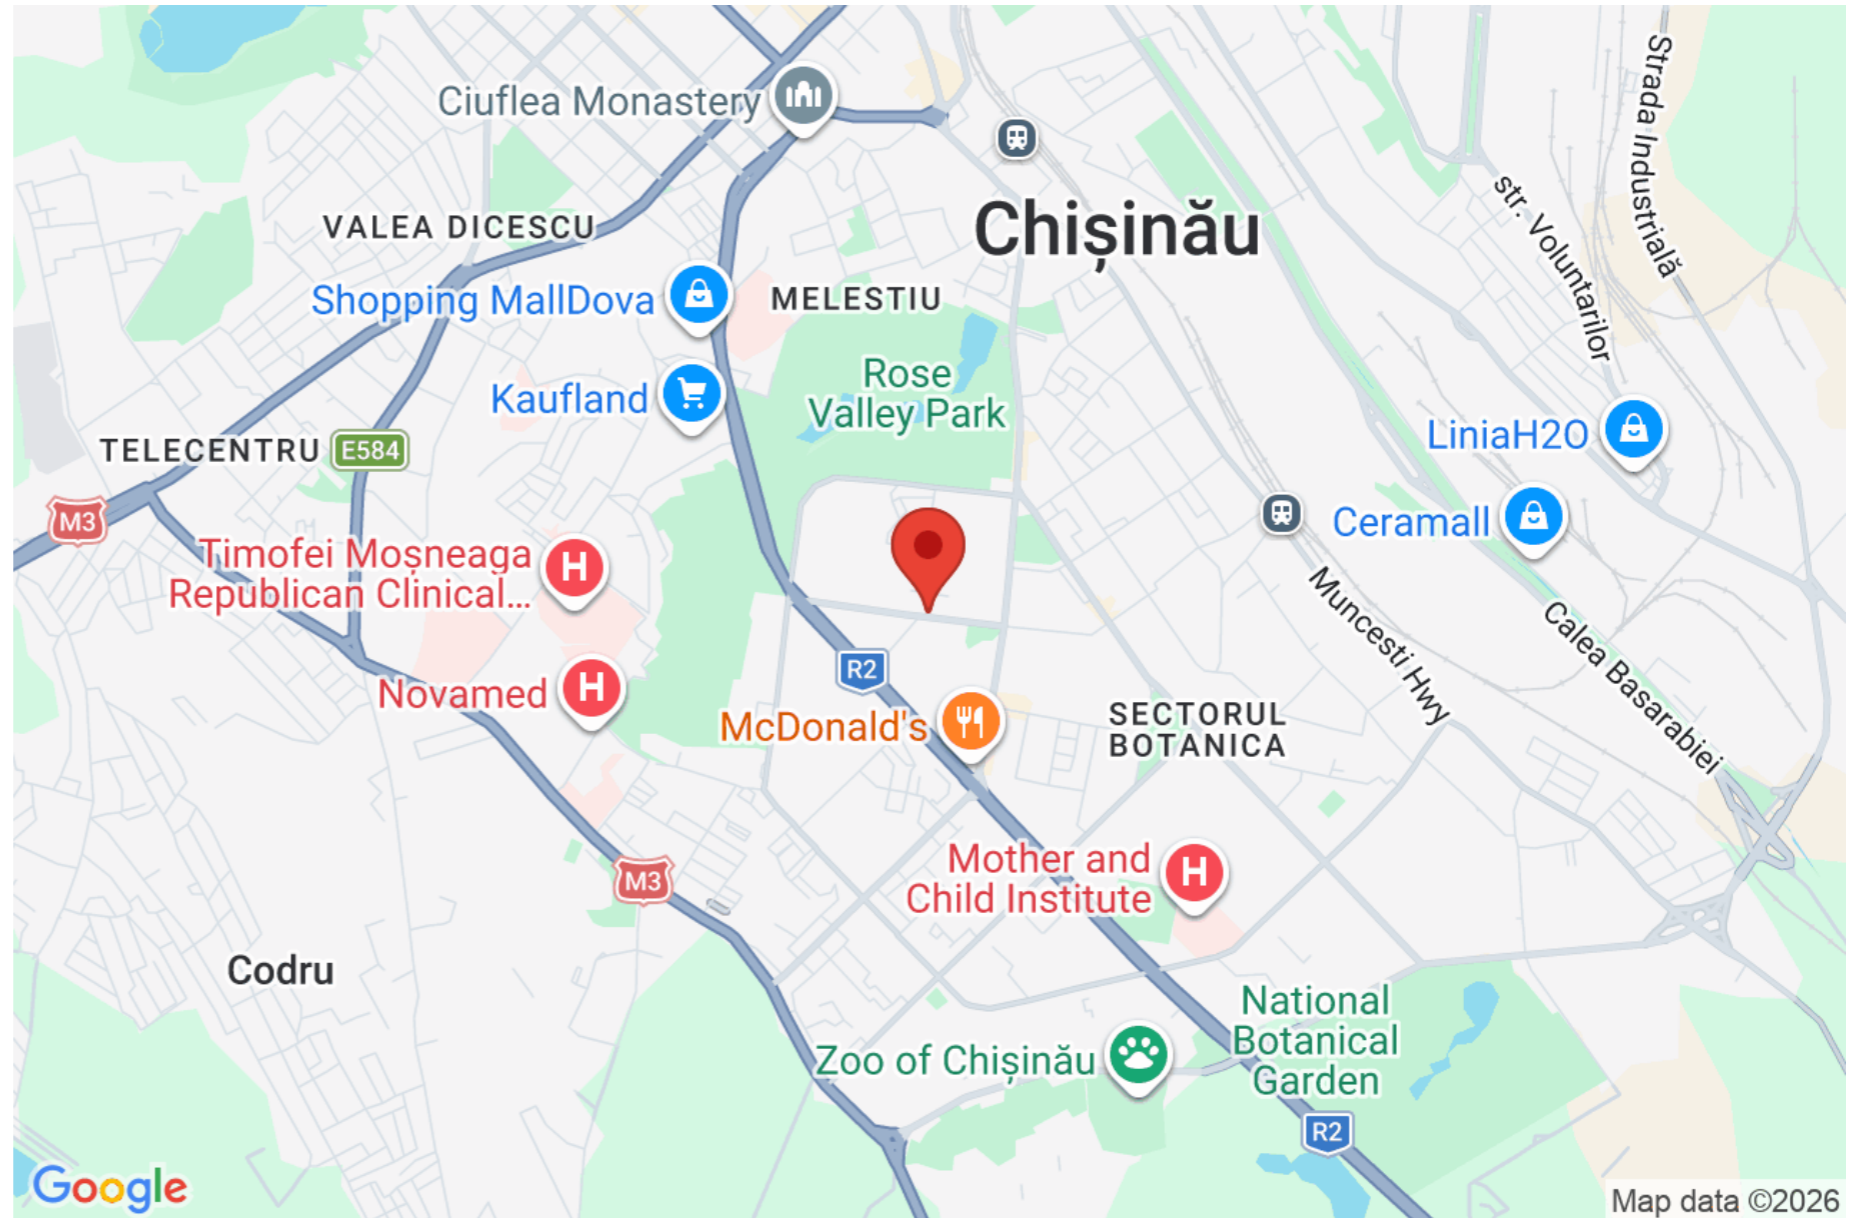 Ciuflea Monastery
Strada Industrială
str. Voluntarilor
Chișinău
VALEA DICESCU
Shopping MallDova
MELESTIU
Rose
Valley Park
Kaufland
LiniaH2O
TELECENTRU
E584
M3
Ceramall
Timofei Moșneaga
Republican Clinical...
H
Muncesti Hwy
Calea Basarabiei
R2
Novamed
H
McDonald's
SECTORUL
BOTANICA
Mother and
Child Institute
H
M3
Codru
National
Botanical
Garden
Zoo of Chișinău
R2
Google
Map data ©2026